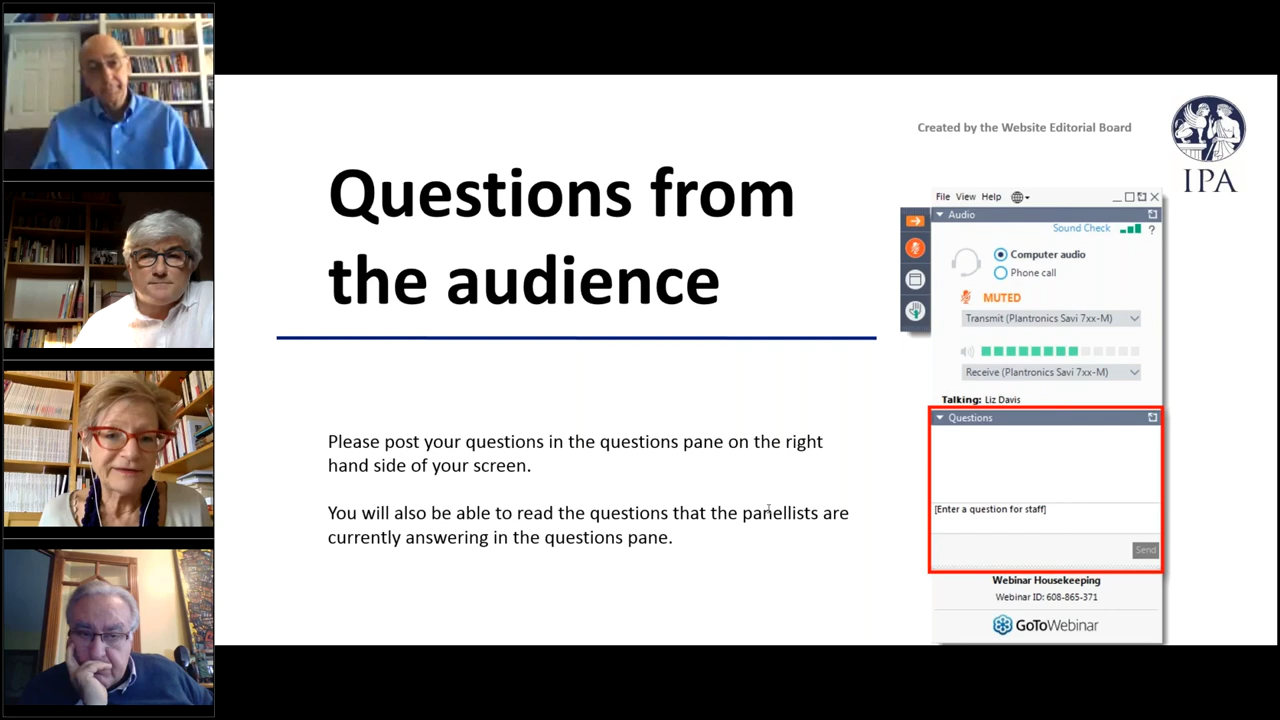 Created by the Website Editorial Board
IPA
Questions from
the audience
Please post your questions in the questions pane on the right
hand side of your screen.
You will also be able to read the questions that the panellists are
currently answering in the questions pane.
File View Help
Audio
Sound Check
?
Computer audio
Phone call
MUTED
Transmit (Plantronics Savi 7xx-M)
Receive (Plantronics Savi 7xx-M)
Talking: Liz Davis
Questions
[Enter a question for staff]
Send
Webinar Housekeeping
Webinar ID: 608-865-371
GoToWebinar